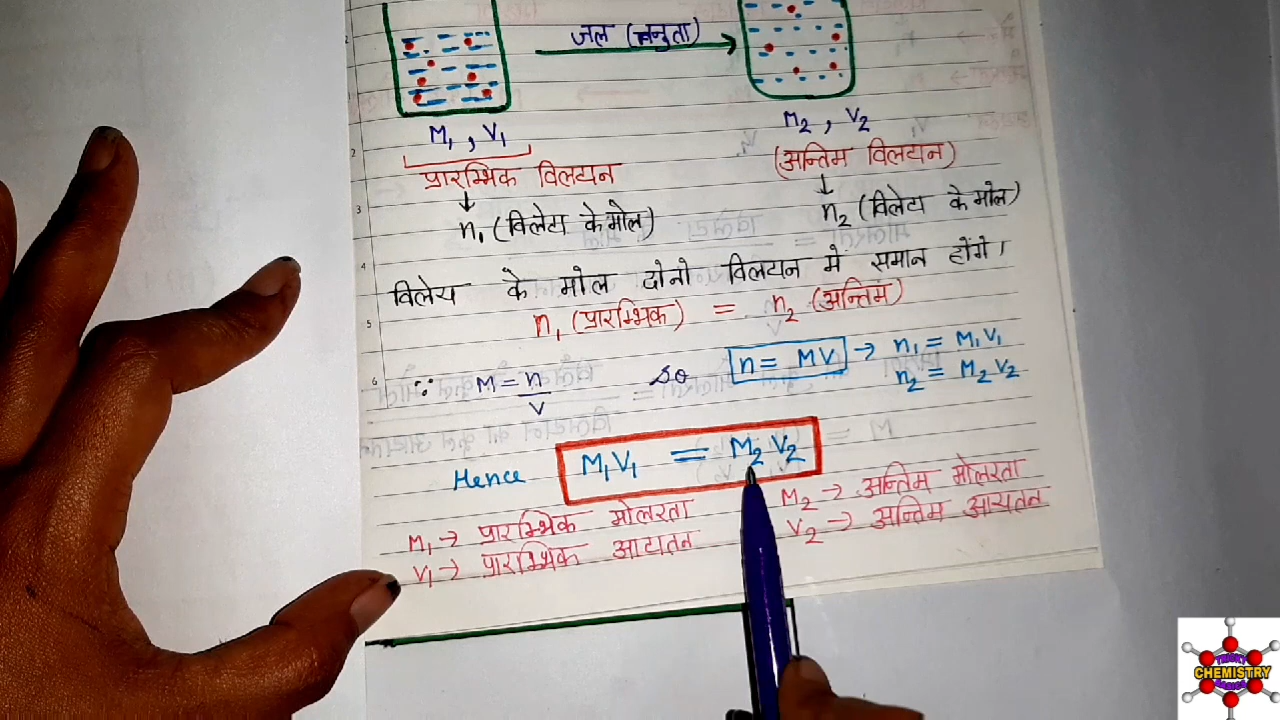 जल (तनुता)
M₁ , V₁
M₂ , V₂
प्रारम्भिक विलयन
(अन्तिम विलयन)
↓
↓
n₁ (विलेय के मोल)
n₂ (विलेय के मोल)
विलेय के मोल दोनो विलयन में समान होंगे।
n₁ (प्रारम्भिक) = n₂ (अन्तिम)
∵ M = n/V so n = MV → n₁ = M₁V₁
n₂ = M₂V₂
Hence M₁V₁ = M₂V₂
M₁ → प्रारम्भिक मोलरता
M₂ → अन्तिम मोलरता
V₁ → प्रारम्भिक आयतन
V₂ → अन्तिम आयतन
CHEMISTRY